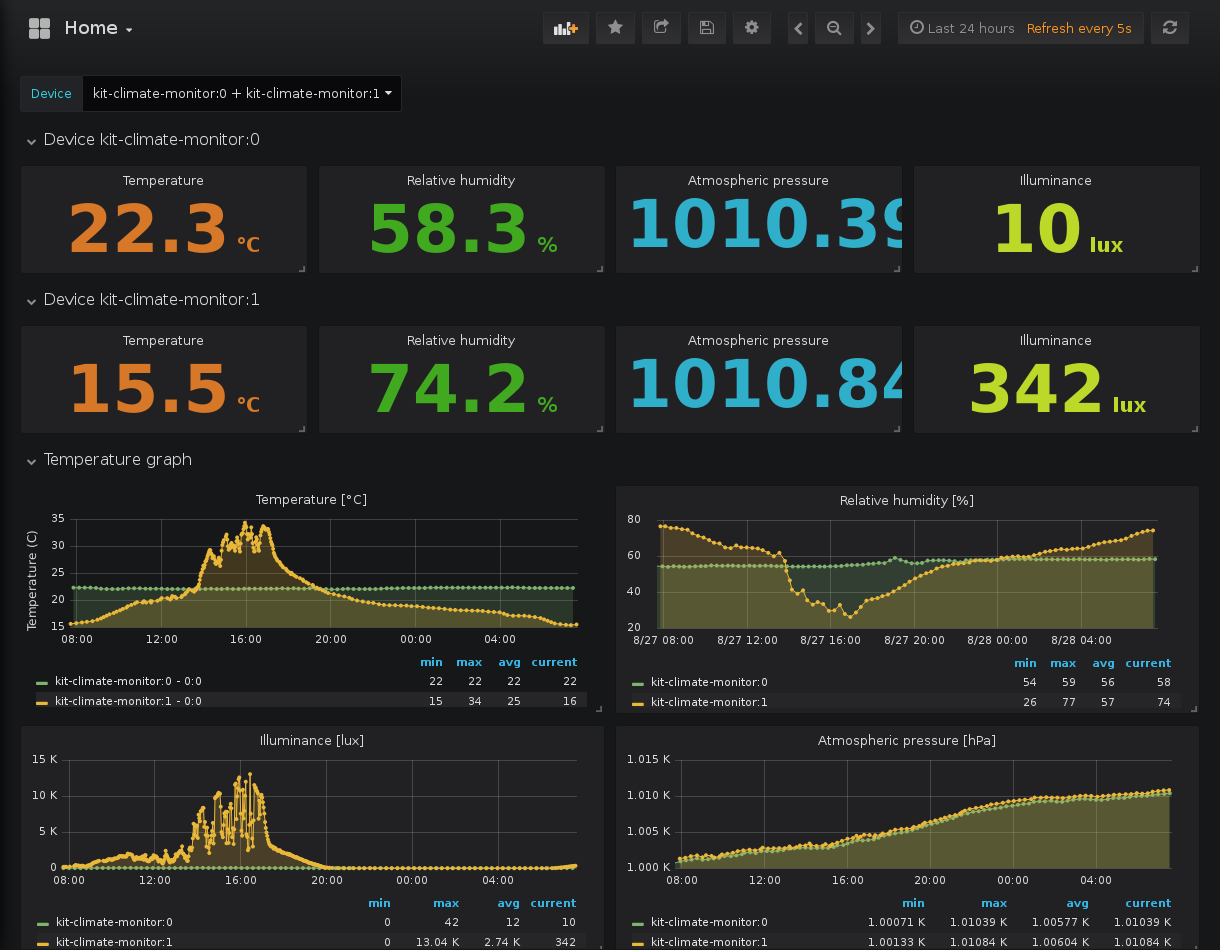 Home
Last 24 hours Refresh every 5s
Device kit-climate-monitor:0 + kit-climate-monitor:1
Device kit-climate-monitor:0
Temperature
22.3 °C
Relative humidity
58.3 %
Atmospheric pressure
1010.39
Illuminance
10 lux
Device kit-climate-monitor:1
Temperature
15.5 °C
Relative humidity
74.2 %
Atmospheric pressure
1010.84
Illuminance
342 lux
Temperature graph
Temperature [°C]
Temperature (C)
35
30
25
20
15
08:00 12:00 16:00 20:00 00:00 04:00
min max avg current
kit-climate-monitor:0 - 0:0 22 22 22 22
kit-climate-monitor:1 - 0:0 15 34 25 16
Relative humidity [%]
80
60
40
20
8/27 08:00 8/27 12:00 8/27 16:00 8/27 20:00 8/28 00:00 8/28 04:00
min max avg current
kit-climate-monitor:0 54 59 56 58
kit-climate-monitor:1 26 77 57 74
Illuminance [lux]
15 K
10 K
5 K
0
08:00 12:00 16:00 20:00 00:00 04:00
min max avg current
kit-climate-monitor:0 0 42 12 10
kit-climate-monitor:1 0 13.04 K 2.74 K 342
Atmospheric pressure [hPa]
1.015 K
1.010 K
1.005 K
1.000 K
08:00 12:00 16:00 20:00 00:00 04:00
min max avg current
kit-climate-monitor:0 1.00071 K 1.01039 K 1.00577 K 1.01039 K
kit-climate-monitor:1 1.00133 K 1.01084 K 1.00604 K 1.01084 K